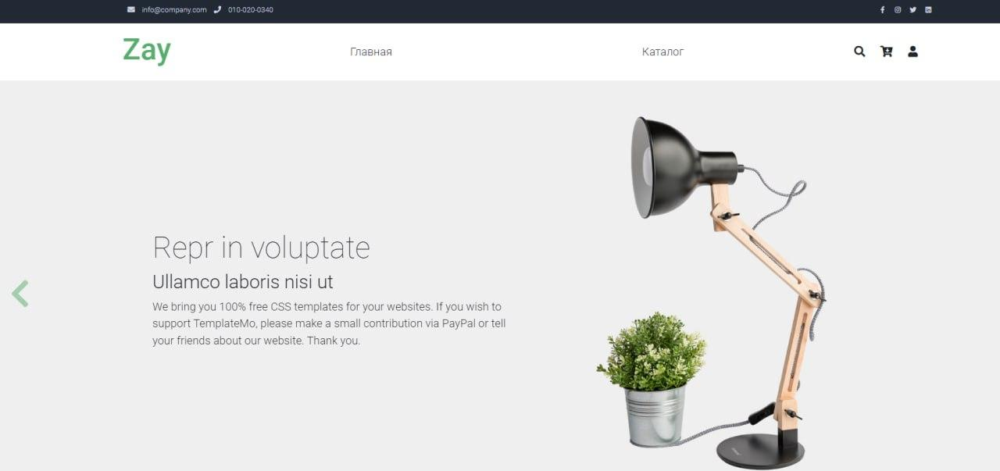 info@company.com 010-020-0340
Zay Главная Каталог
Repr in voluptate
Ullamco laboris nisi ut
We bring you 100% free CSS templates for your websites. If you wish to
support TemplateMo, please make a small contribution via PayPal or tell
your friends about our website. Thank you.